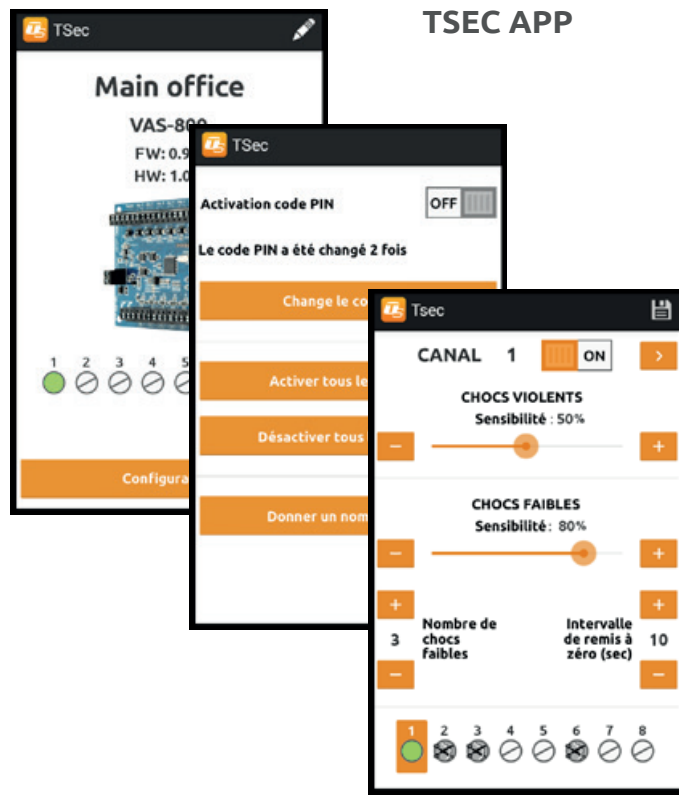 TSEC APP
TSec
Main office
VAS-800
FW: 0.9
HW: 1.0
1 2 3 4 5
Configura
TSec
Activation code PIN
OFF
Le code PIN a été changé 2 fois
Change le co
Activer tous le
Désactiver tous
Donner un nom
Tsec
CANAL 1 ON >
CHOCS VIOLENTS
Sensibilité : 50%
− +
CHOCS FAIBLES
Sensibilité : 80%
− +
+ +
Nombre de
chocs
faibles
3
Intervalle
de remis à
zéro (sec)
10
− −
1 2 3 4 5 6 7 8